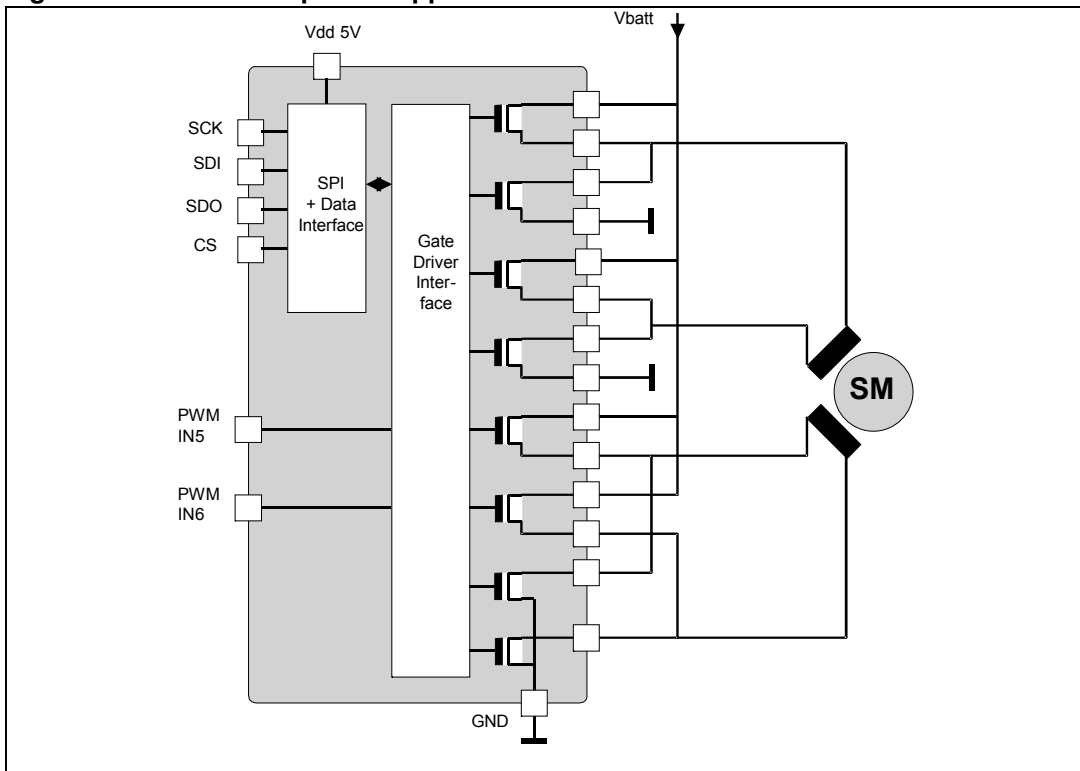 Vbatt
Vdd 5V
SCK
SDI
SDO
CS
SPI
+ Data
Interface
Gate
Driver
Inter-
face
SM
PWM
IN5
PWM
IN6
GND